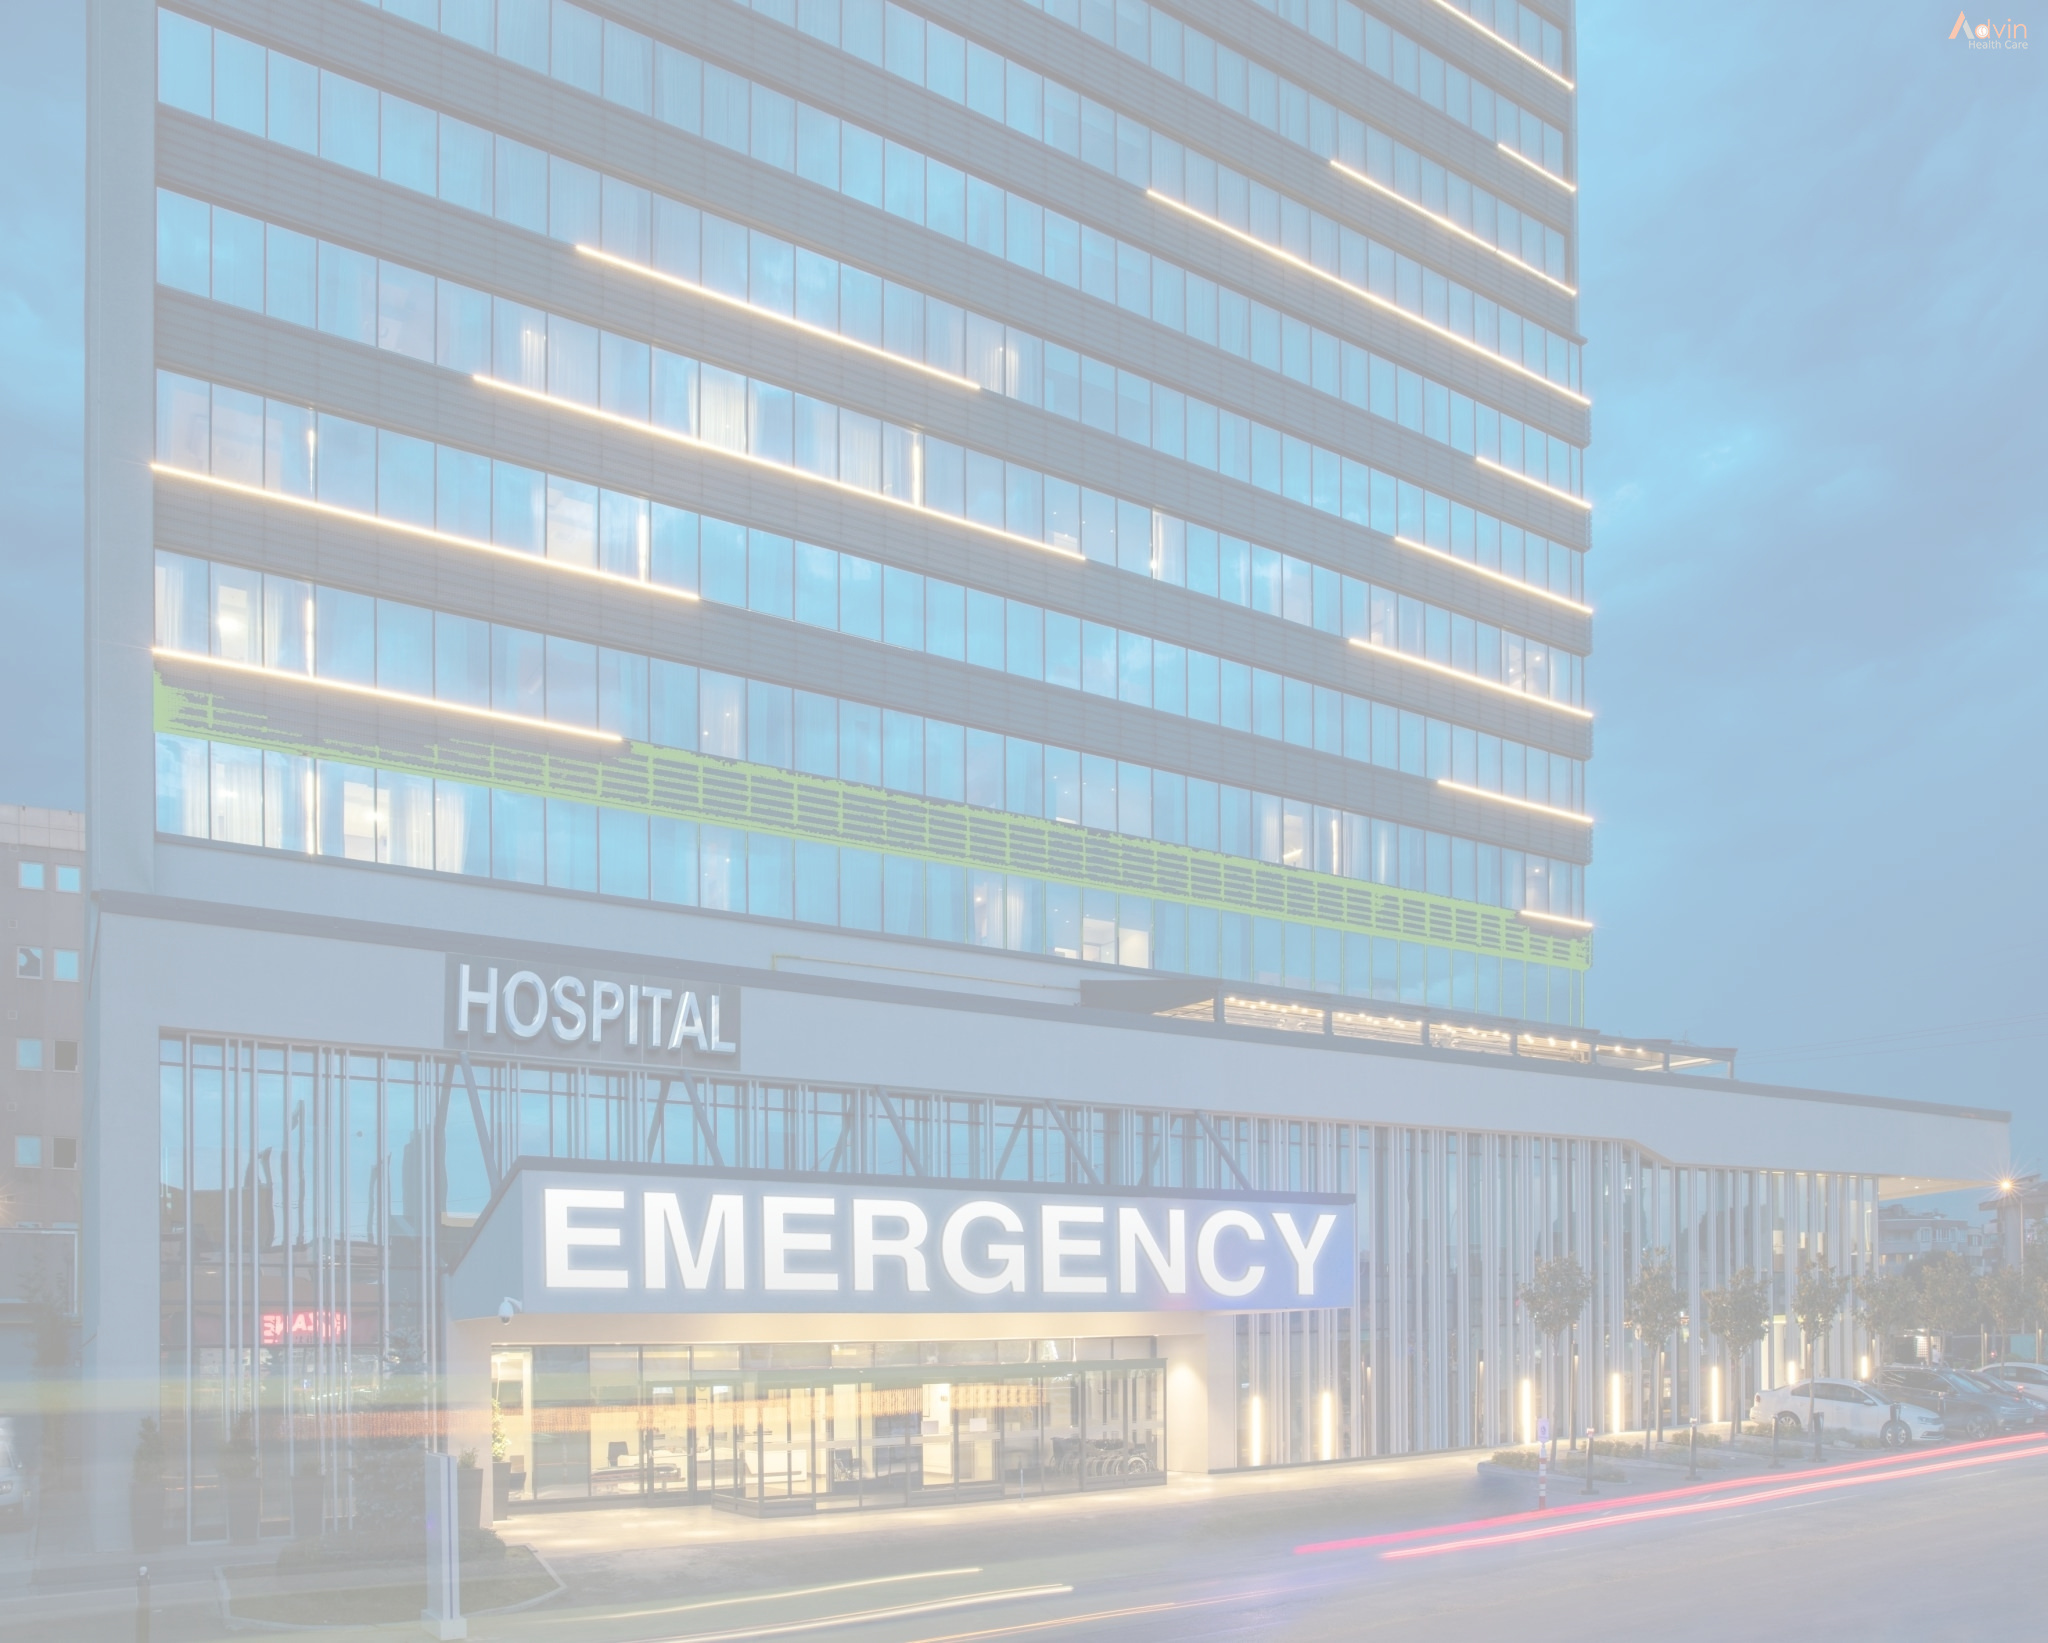 Advin
Health Care
HOSPITAL
EMERGENCY